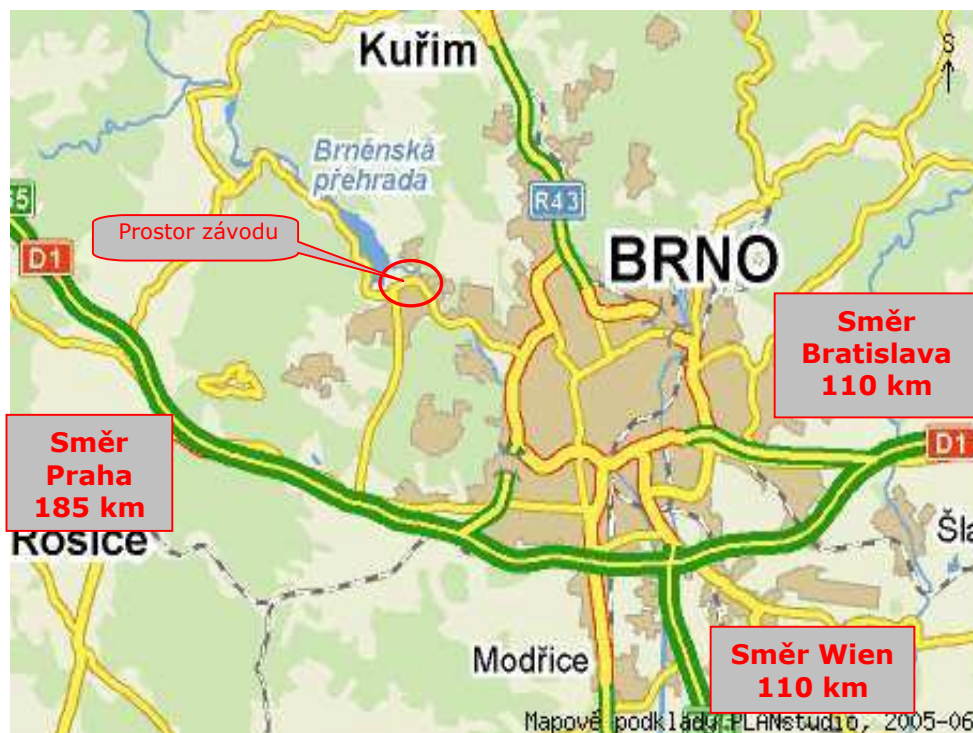 Kuřim
S
Brněnská
přehrada
R43
Prostor závodu
BRNO
D1
Směr
Bratislava
110 km
Směr
Praha
185 km
D1
Rosice
Šla
Modřice
Směr Wien
110 km
Mapové podklady PLANstudio, 2005-06